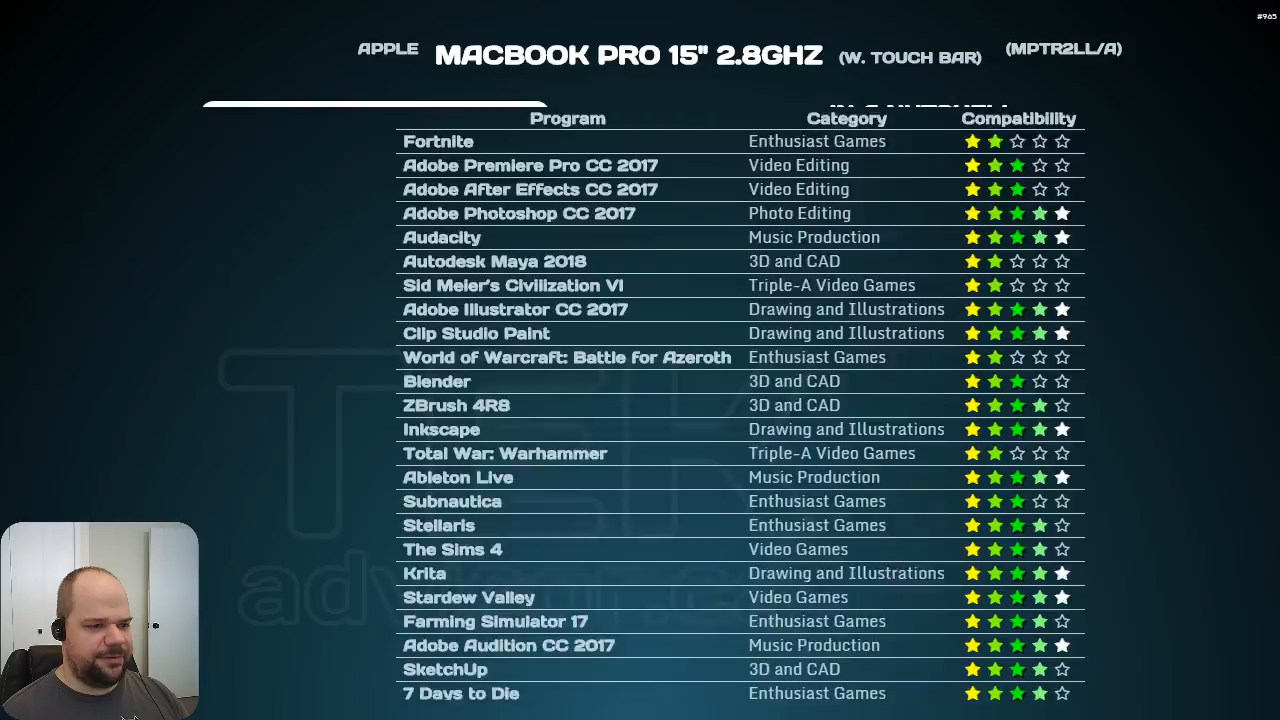 #965
APPLE MACBOOK PRO 15" 2.8GHZ (W. TOUCH BAR) (MPTR2LL/A)
Program Category Compatibility
Fortnite Enthusiast Games
Adobe Premiere Pro CC 2017 Video Editing
Adobe After Effects CC 2017 Video Editing
Adobe Photoshop CC 2017 Photo Editing
Audacity Music Production
Autodesk Maya 2018 3D and CAD
Sid Meier's Civilization VI Triple-A Video Games
Adobe Illustrator CC 2017 Drawing and Illustrations
Clip Studio Paint Drawing and Illustrations
World of Warcraft: Battle for Azeroth Enthusiast Games
Blender 3D and CAD
ZBrush 4R8 3D and CAD
Inkscape Drawing and Illustrations
Total War: Warhammer Triple-A Video Games
Ableton Live Music Production
Subnautica Enthusiast Games
Stellaris Enthusiast Games
The Sims 4 Video Games
Krita Drawing and Illustrations
Stardew Valley Video Games
Farming Simulator 17 Enthusiast Games
Adobe Audition CC 2017 Music Production
SketchUp 3D and CAD
7 Days to Die Enthusiast Games